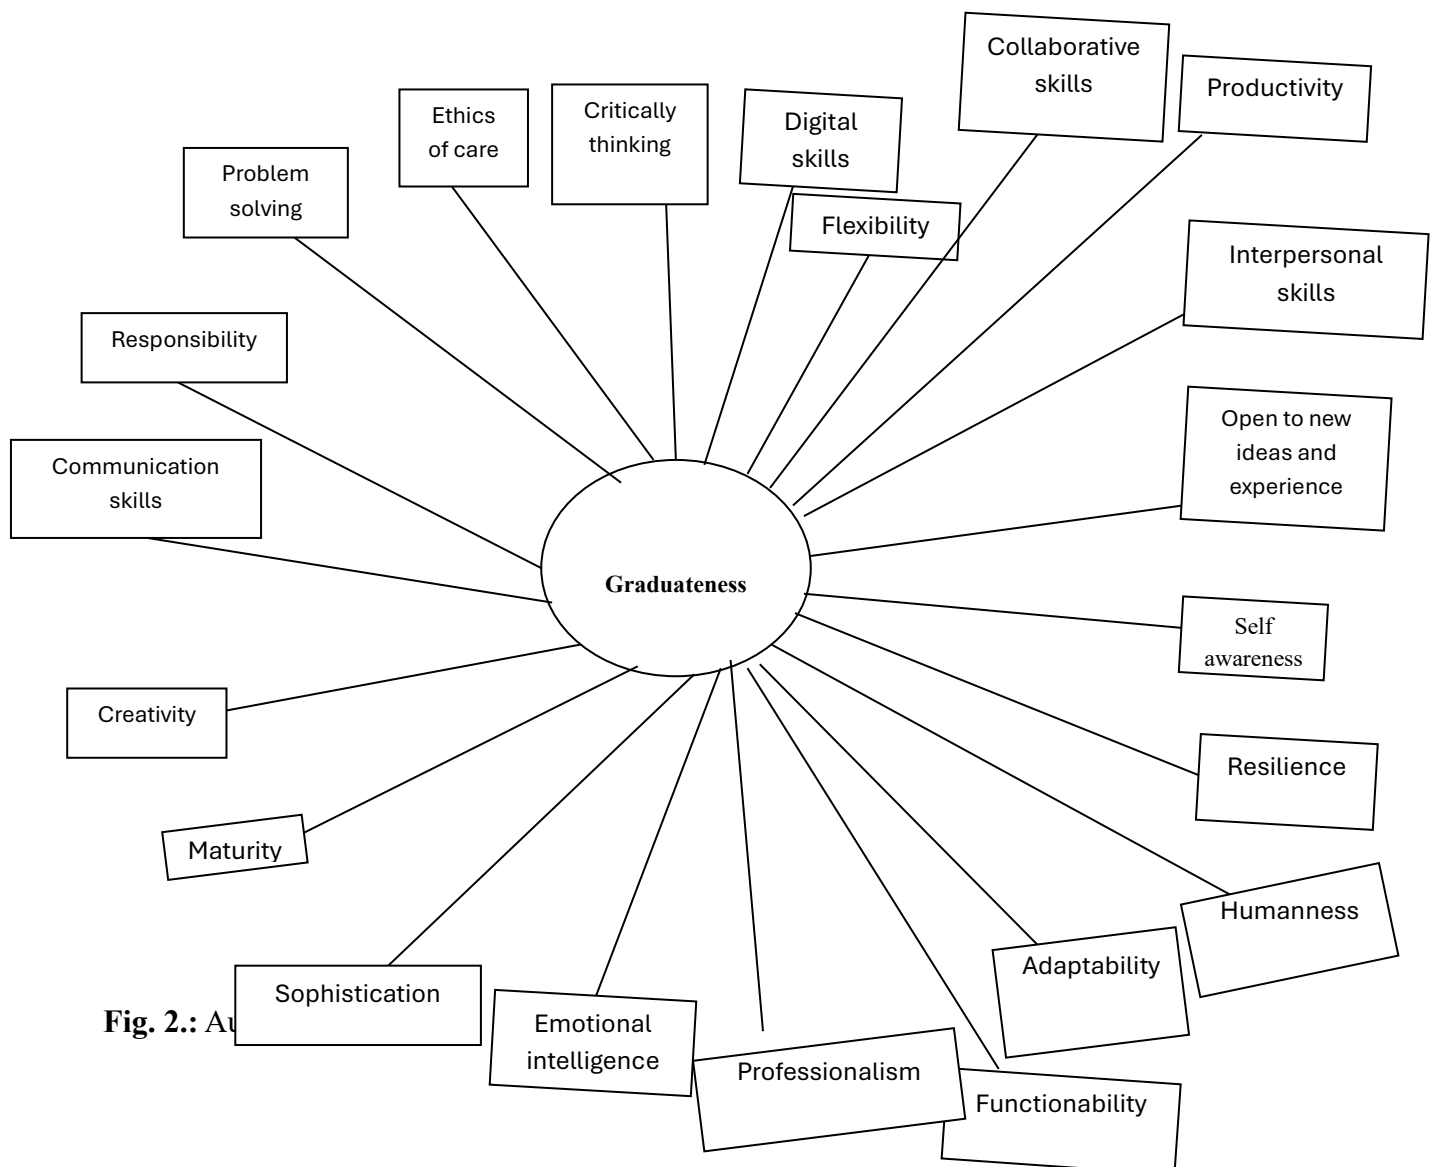 Collaborative
skills
Productivity
Ethics
of care
Critically
thinking
Digital
skills
Problem
solving
Flexibility
Interpersonal
skills
Responsibility
Open to new
ideas and
experience
Communication
skills
Graduateness
Self
awareness
Creativity
Resilience
Maturity
Humanness
Adaptability
Sophistication
Fig. 2.:
Emotional
intelligence
Professionalism
Functionability